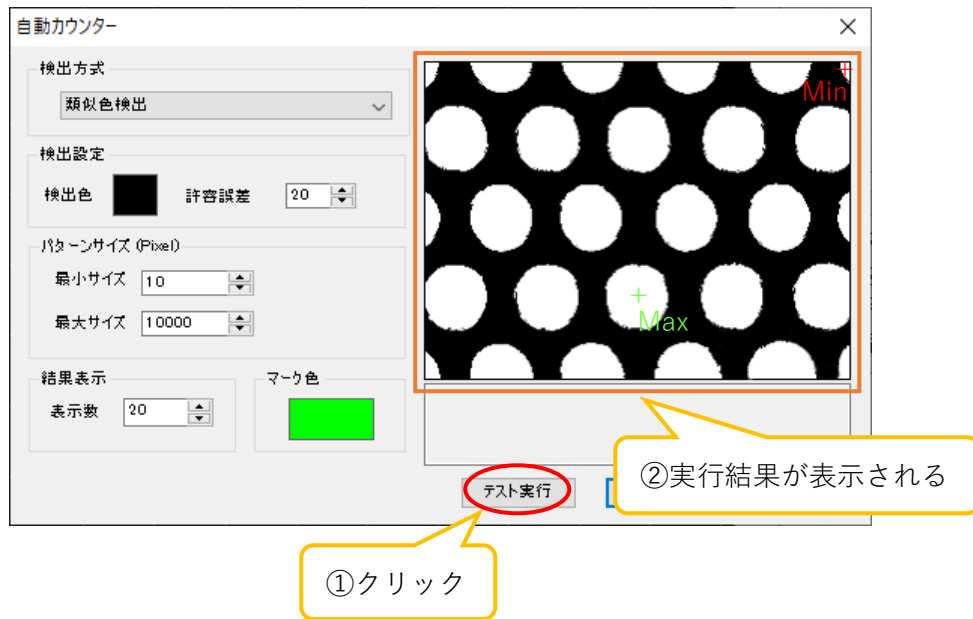 自動カウンター
検出方式
類似色検出
検出設定
検出色
許容誤差
20
パターンサイズ (Pixel)
最小サイズ
10
最大サイズ
10000
結果表示
表示数
20
マーク色
Min
Max
テスト実行
②実行結果が表示される
①クリック